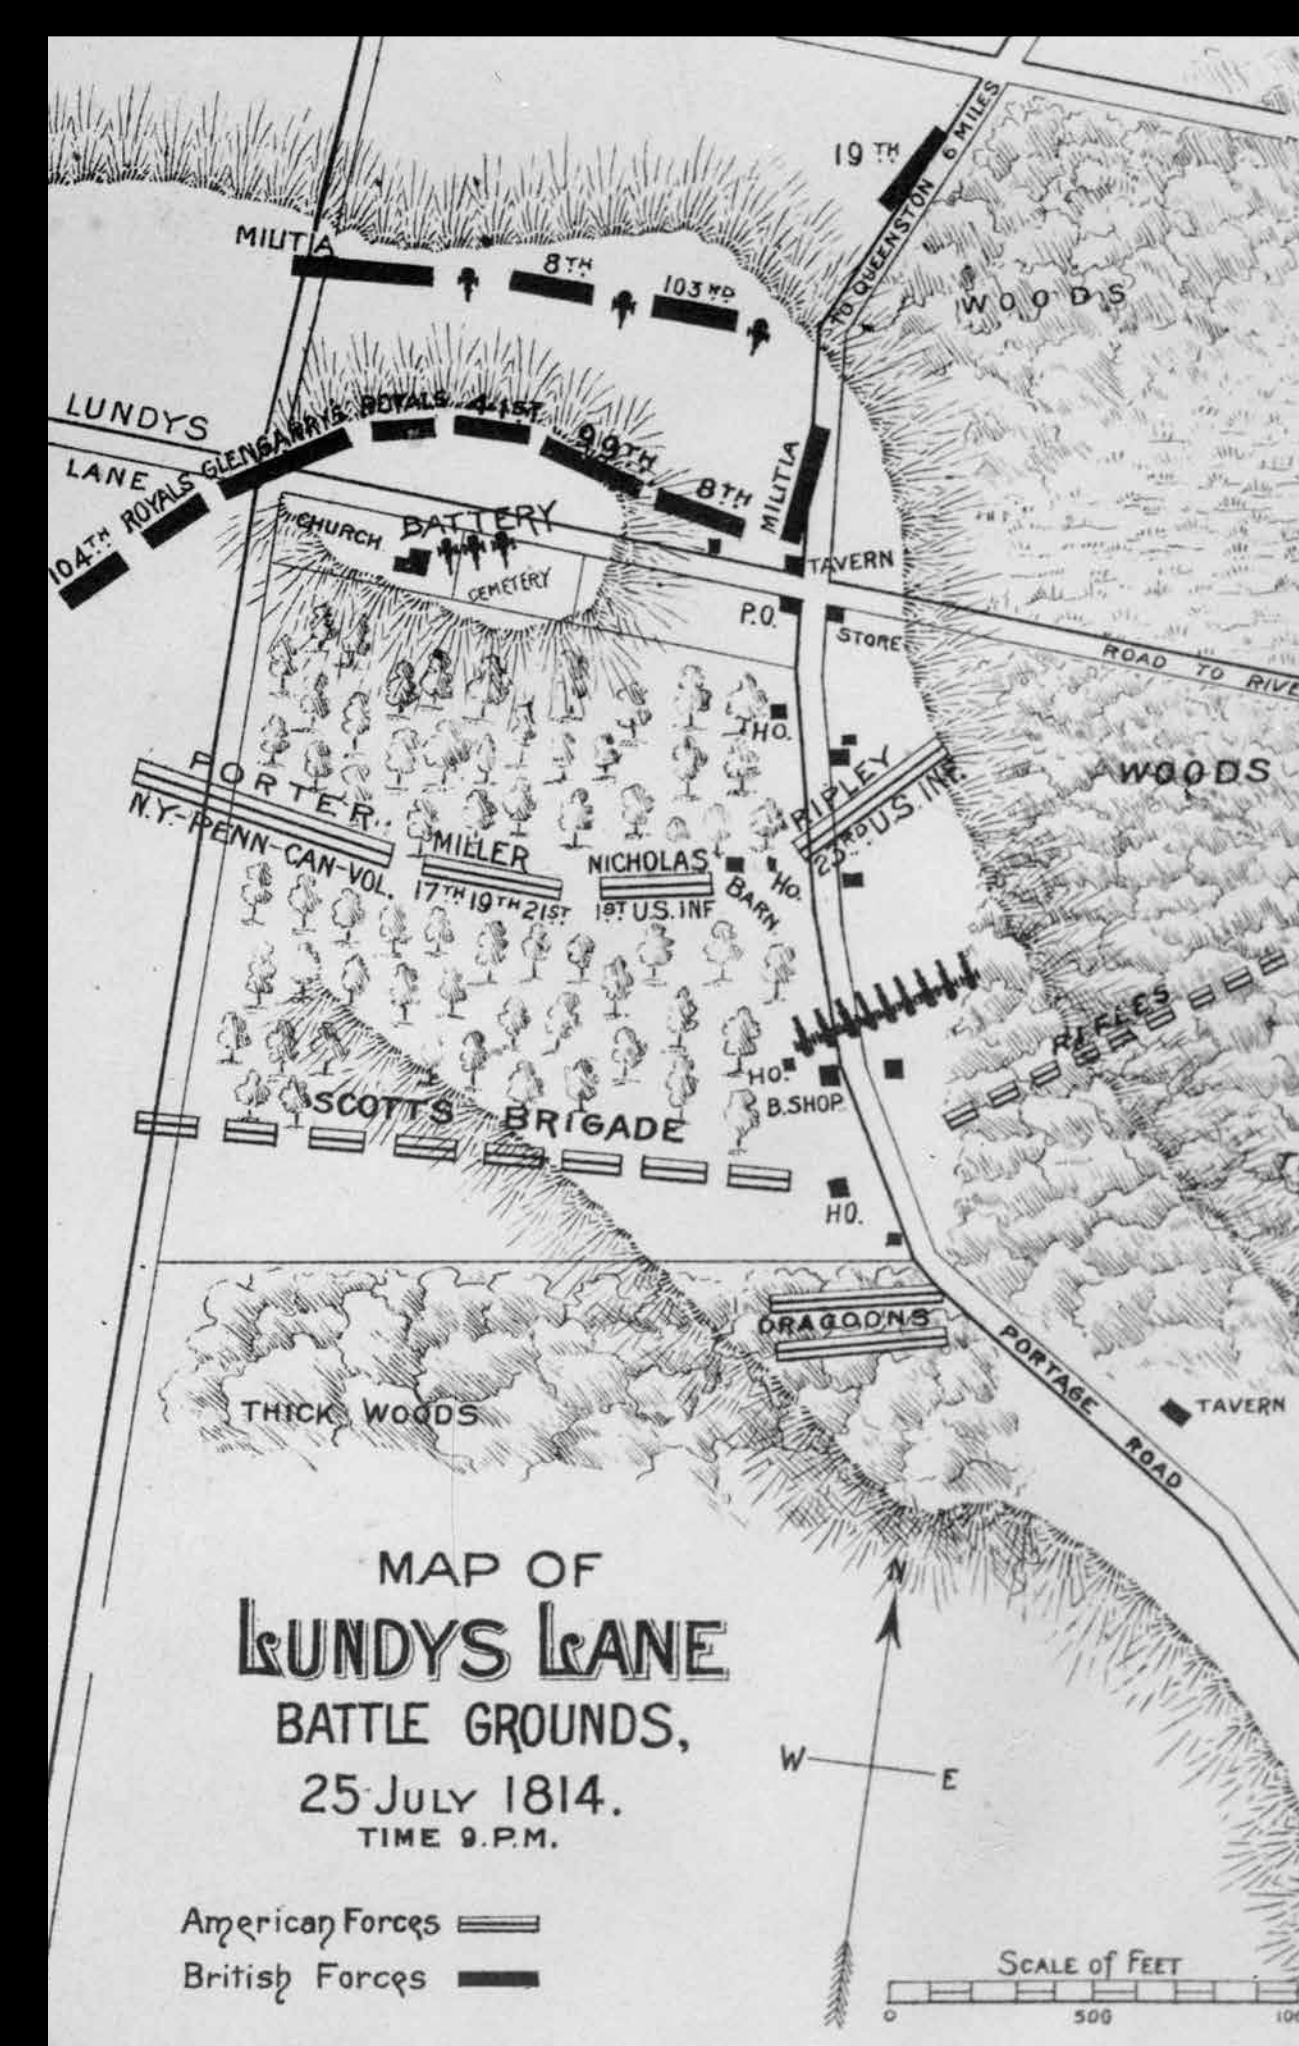 19TH
TO QUEENSTON 6 MILES
MILITIA
8TH
103RD
WOODS
LUNDYS
LANE
104TH
ROYALS
GLENGARRYS
ROYALS
41ST
99TH
8TH
MILITIA
CHURCH
BATTERY
CEMETERY
TAVERN
P.O.
STORE
ROAD TO
HO.
PORTER
N.Y.-PENN-CAN-VOL.
MILLER
17TH 19TH 21ST
NICHOLAS
1ST U.S. INF
BARN
HO.
RIPLEY
23RD U.S. INF.
WOODS
RIFLES
HO.
B.SHOP.
SCOTTS BRIGADE
HO.
DRAGOONS
THICK WOODS
PORTAGE ROAD
TAVERN
MAP OF
LUNDYS LANE
BATTLE GROUNDS,
25 JULY 1814.
TIME 9.P.M.
N
W
E
American Forces
British Forces
SCALE of FEET
0
500